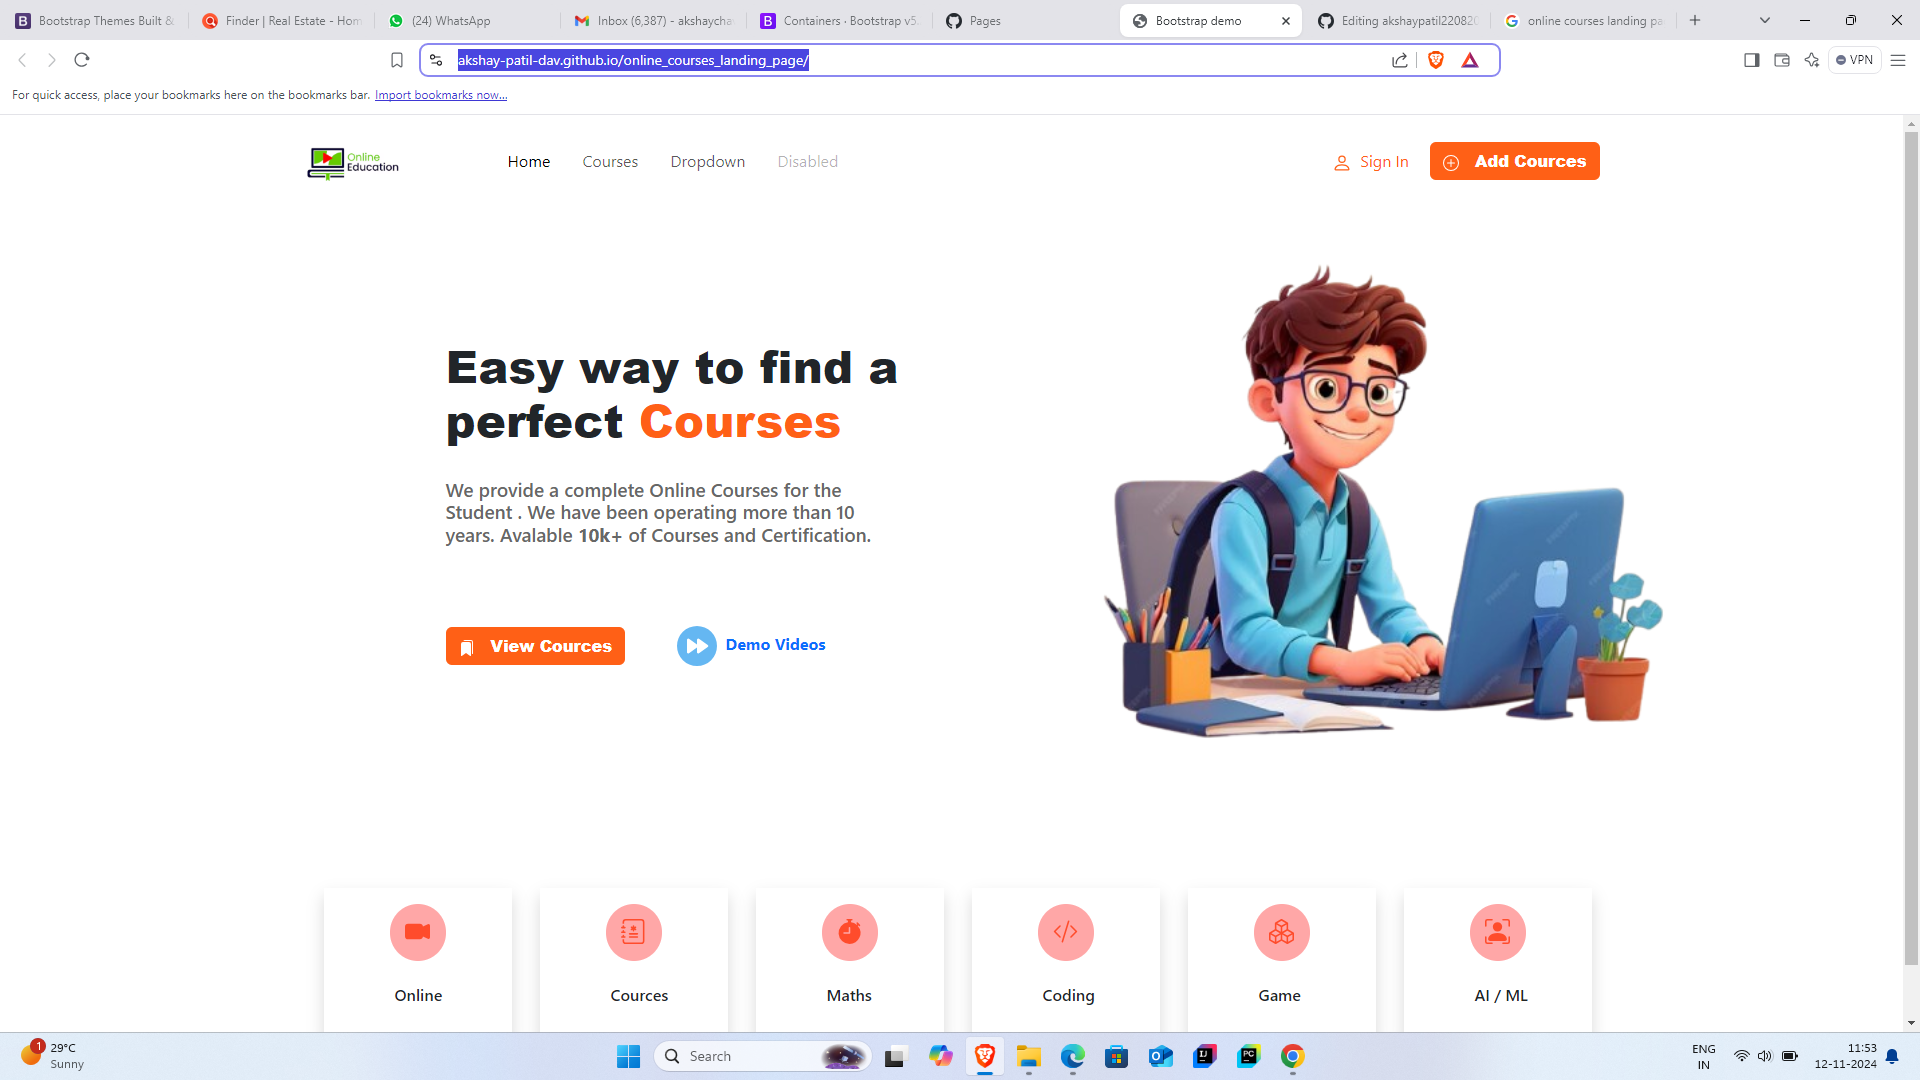 Bootstrap Themes Built &
Finder | Real Estate - Hom
(24) WhatsApp
Inbox (6,387) - akshaycha
Containers · Bootstrap v5.
Pages
Bootstrap demo
Editing akshaypatil22082
online courses landing pa
akshay-patil-dav.github.io/online_courses_landing_page/
VPN
For quick access, place your bookmarks here on the bookmarks bar. Import bookmarks now...
Online
Education
Home
Courses
Dropdown
Disabled
Sign In
Add Cources
Easy way to find a
perfect Courses
We provide a complete Online Courses for the
Student . We have been operating more than 10
years. Avalable 10k+ of Courses and Certification.
View Cources
Demo Videos
Online
Cources
Maths
Coding
Game
AI / ML
1
29°C
Sunny
Search
ENG
IN
11:53
12-11-2024